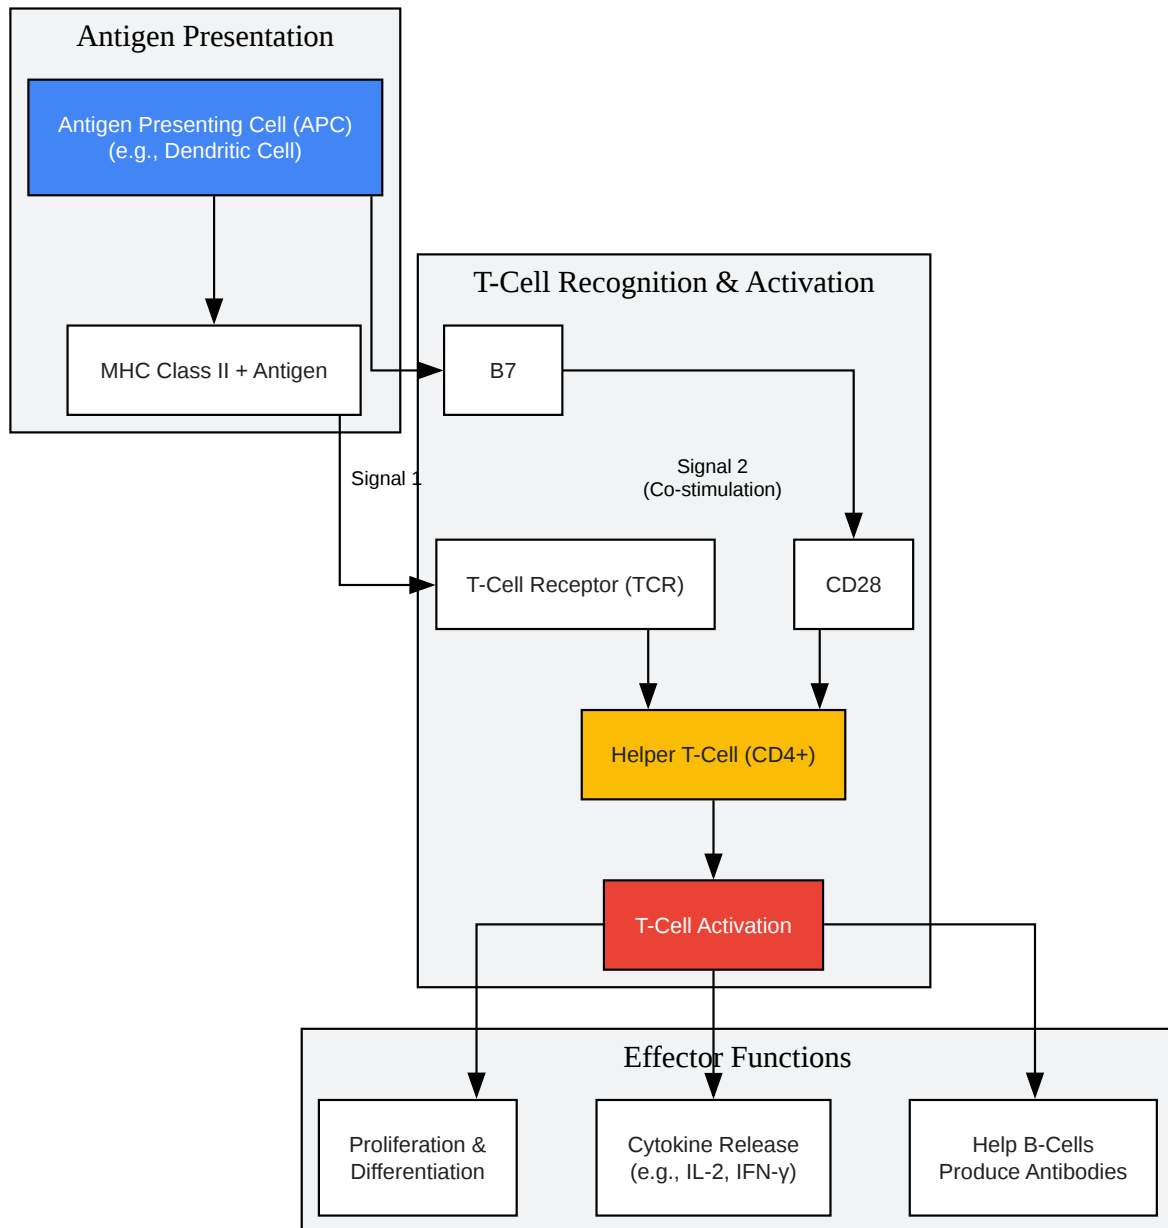 Antigen Presentation
Antigen Presenting Cell (APC)
(e.g., Dendritic Cell)
MHC Class II + Antigen
T-Cell Recognition & Activation
B7
Signal 1
Signal 2
(Co-stimulation)
T-Cell Receptor (TCR)
CD28
Helper T-Cell (CD4+)
T-Cell Activation
Effector Functions
Proliferation &
Differentiation
Cytokine Release
(e.g., IL-2, IFN-γ)
Help B-Cells
Produce Antibodies